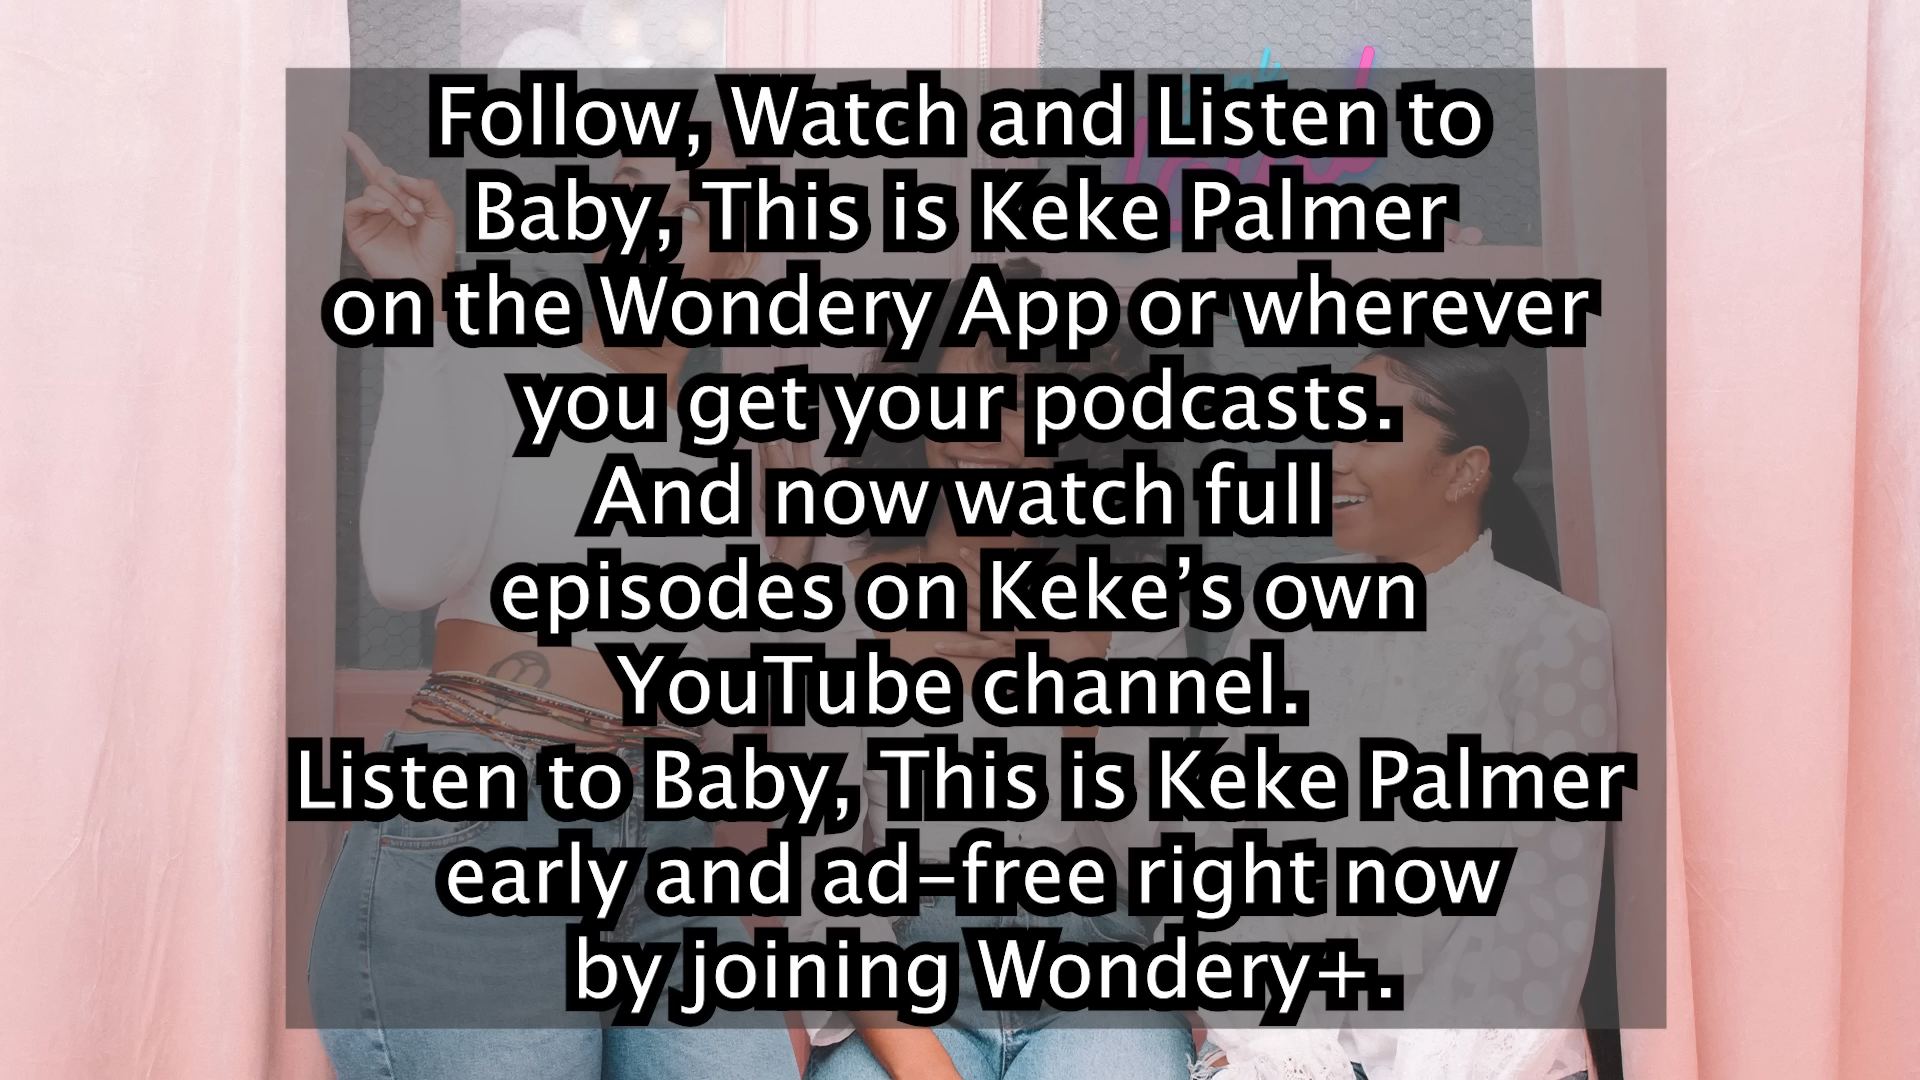 Follow, Watch and Listen to
Baby, This is Keke Palmer
on the Wondery App or wherever
you get your podcasts.
And now watch full
episodes on Keke’s own
YouTube channel.
Listen to Baby, This is Keke Palmer
early and ad-free right now
by joining Wondery+.